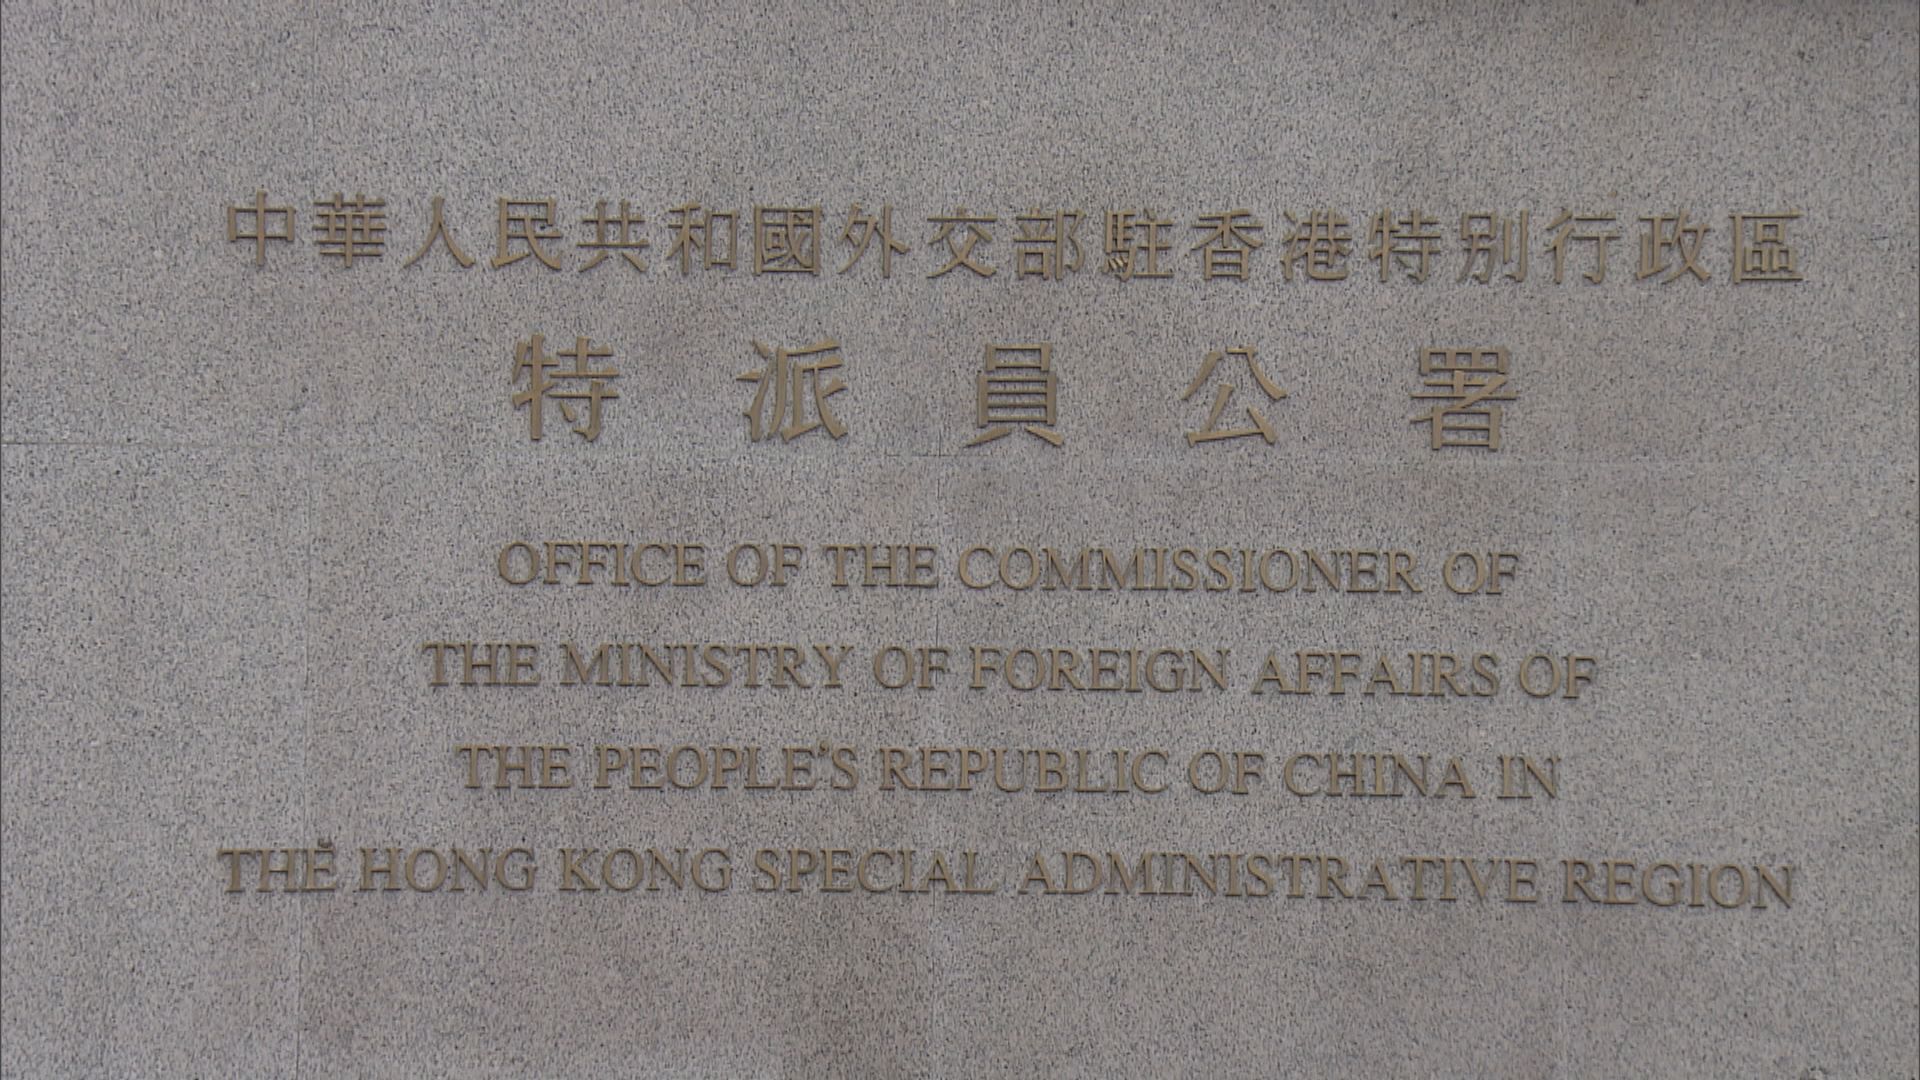 中華人民共和國外交部駐香港特別行政區
特派員公署
OFFICE OF THE COMMISSIONER OF
THE MINISTRY OF FOREIGN AFFAIRS OF
THE PEOPLE'S REPUBLIC OF CHINA IN
THE HONG KONG SPECIAL ADMINISTRATIVE REGION